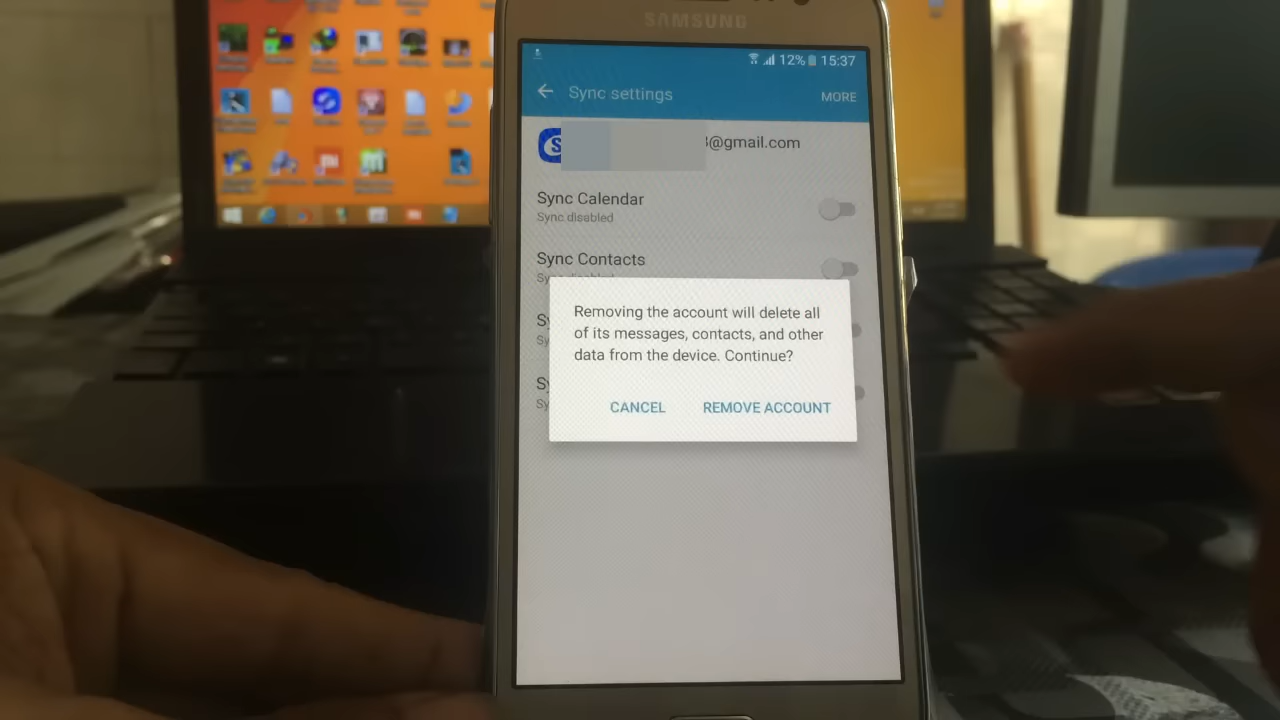 SAMSUNG
12% 15:37
Sync settings
MORE
@gmail.com
Sync Calendar
Sync disabled
Sync Contacts
Removing the account will delete all
of its messages, contacts, and other
data from the device. Continue?
CANCEL
REMOVE ACCOUNT